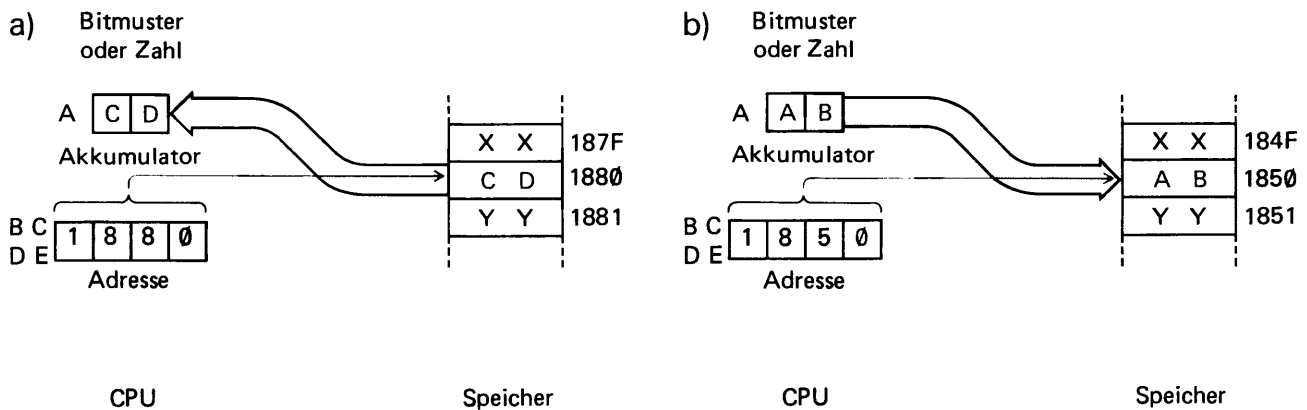 a) Bitmuster
oder Zahl
A C D
Akkumulator
X X 187F
C D 188Ø
Y Y 1881
B C
D E
1 8 8 Ø
Adresse
CPU Speicher
b) Bitmuster
oder Zahl
A A B
Akkumulator
X X 184F
A B 185Ø
Y Y 1851
B C
D E
1 8 5 Ø
Adresse
CPU Speicher